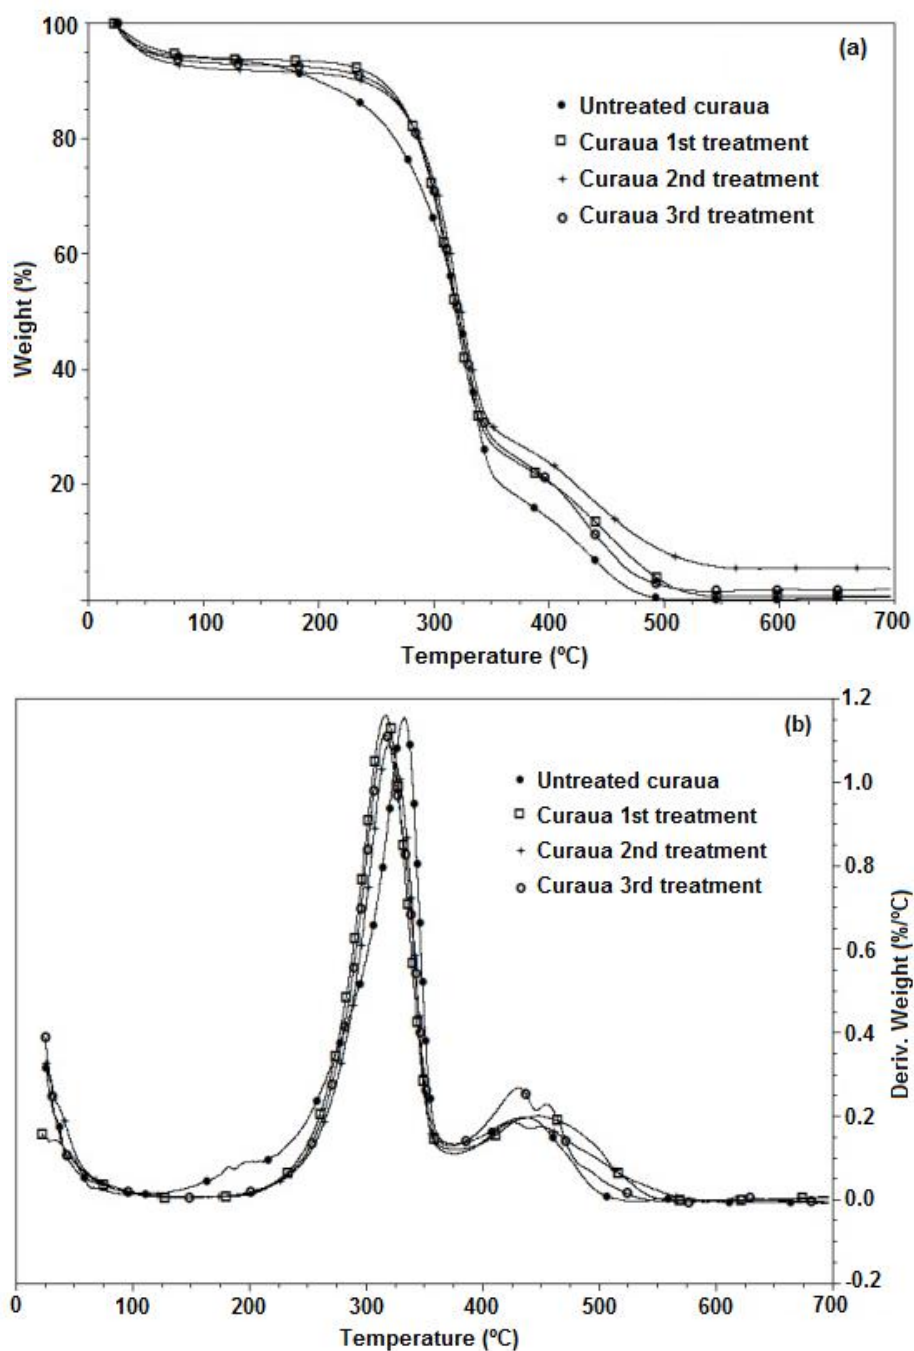 100
(a)
Untreated curaua
80
Curaua 1st treatment
Curaua 2nd treatment
Curaua 3rd treatment
60
Weight (%)
40
20
0 100 200 300 400 500 600 700
Temperature (ºC)
1.2
(b)
Untreated curaua
1.0
Curaua 1st treatment
Curaua 2nd treatment
0.8
Curaua 3rd treatment
0.6
Deriv. Weight (%/ºC)
0.4
0.2
0.0
-0.2
0 100 200 300 400 500 600 700
Temperature (ºC)